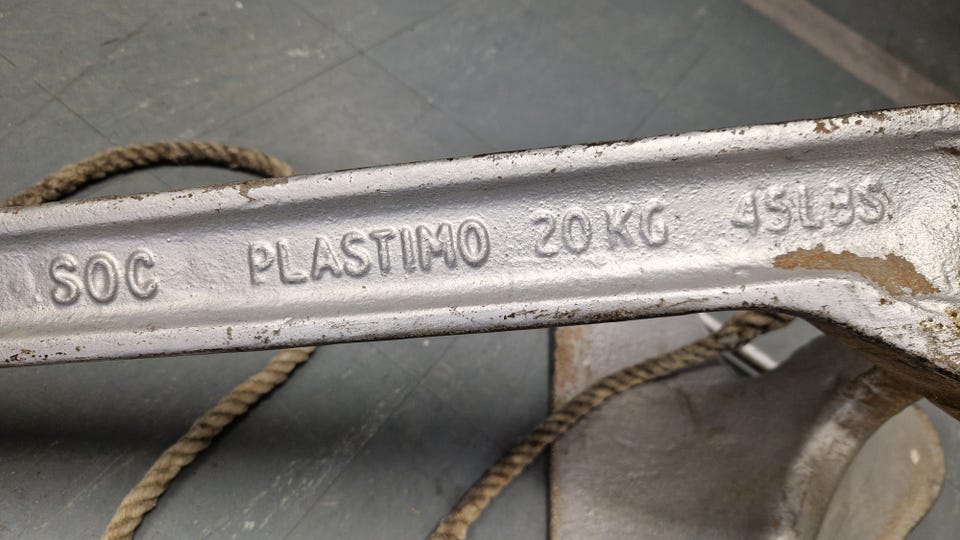 SOC PLASTIMO 20KG 45LBS